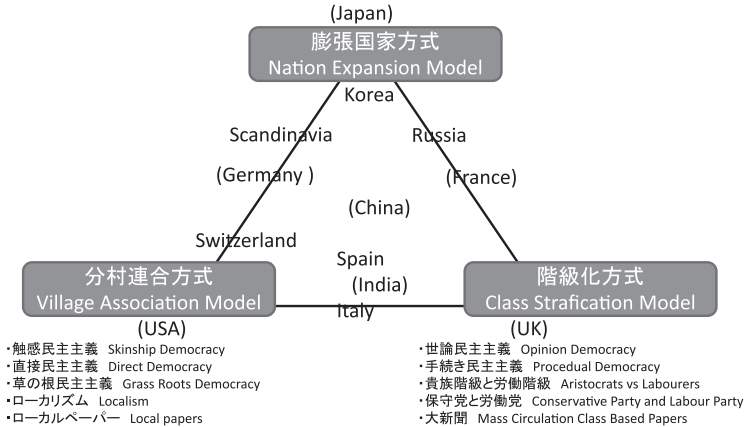 (Japan)
膨張国家方式
Nation Expansion Model
Korea
Scandinavia
Russia
(Germany )
(France)
(China)
Switzerland
Spain
(India)
Italy
分村連合方式
Village Association Model
階級化方式
Class Strafication Model
(USA)
・触感民主主義 Skinship Democracy
・直接民主主義 Direct Democracy
・草の根民主主義 Grass Roots Democracy
・ローカリズム Localism
・ローカルペーパー Local papers
(UK)
・世論民主主義 Opinion Democracy
・手続き民主主義 Procedual Democracy
・貴族階級と労働階級 Aristocrats vs Labourers
・保守党と労働党 Conservative Party and Labour Party
・大新聞 Mass Circulation Class Based Papers